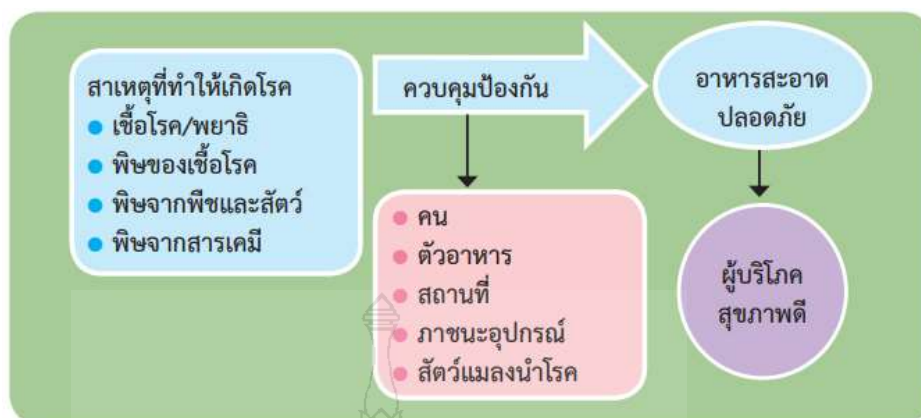 สาเหตุที่ทำให้เกิดโรค
เชื้อโรค/พยาธิ
พิษของเชื้อโรค
พิษจากพืชและสัตว์
พิษจากสารเคมี
ควบคุมป้องกัน
คน
ตัวอาหาร
สถานที่
ภาชนะอุปกรณ์
สัตว์แมลงนำโรค
อาหารสะอาด
ปลอดภัย
ผู้บริโภค
สุขภาพดี